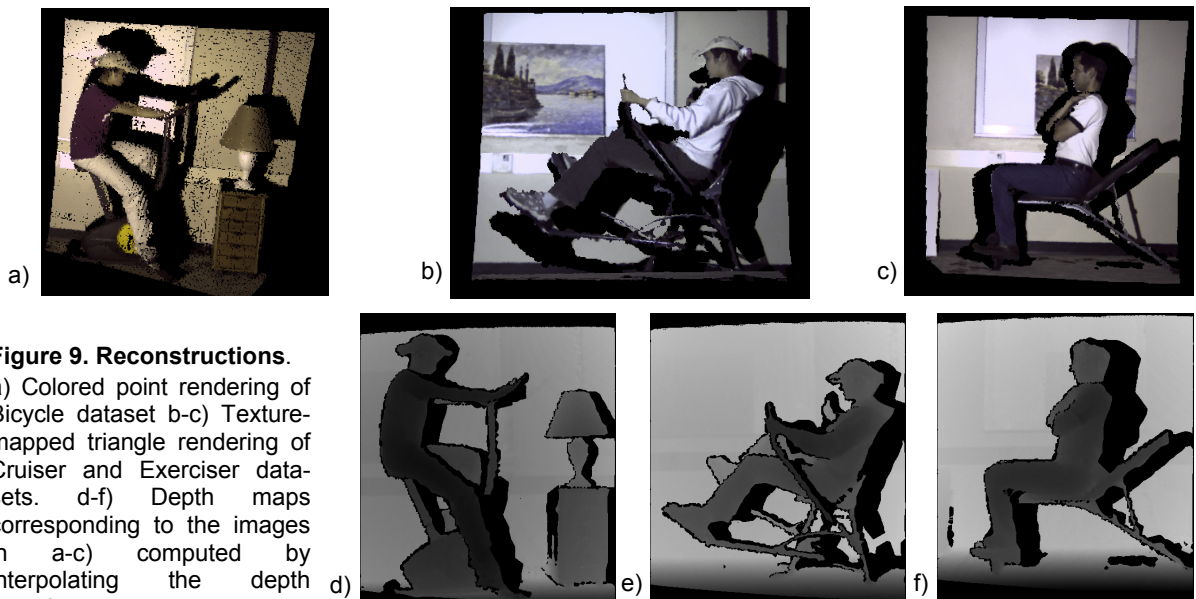 a)
b)
c)
Figure 9. Reconstructions.
a) Colored point rendering of
Bicycle dataset b-c) Texture-
mapped triangle rendering of
Cruiser and Exerciser data-
sets. d-f) Depth maps
corresponding to the images
in a-c) computed by
interpolating the depth
d)
e)
f)